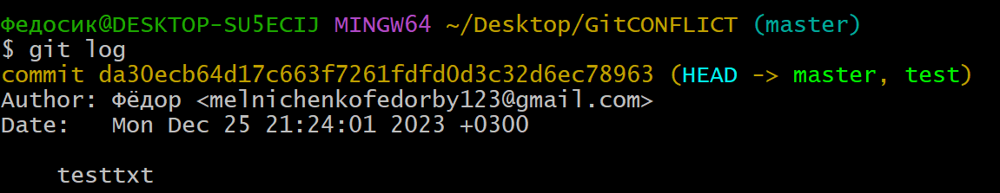 Федосик@DESKTOP-SU5ECIJ MINGW64 ~/Desktop/GitCONFLICT (master)
$ git log
commit da30ecb64d17c663f7261fdfd0d3c32d6ec78963 (HEAD -> master, test)
Author: Фёдор <melnichenkofedorby123@gmail.com>
Date:   Mon Dec 25 21:24:01 2023 +0300
    testtxt